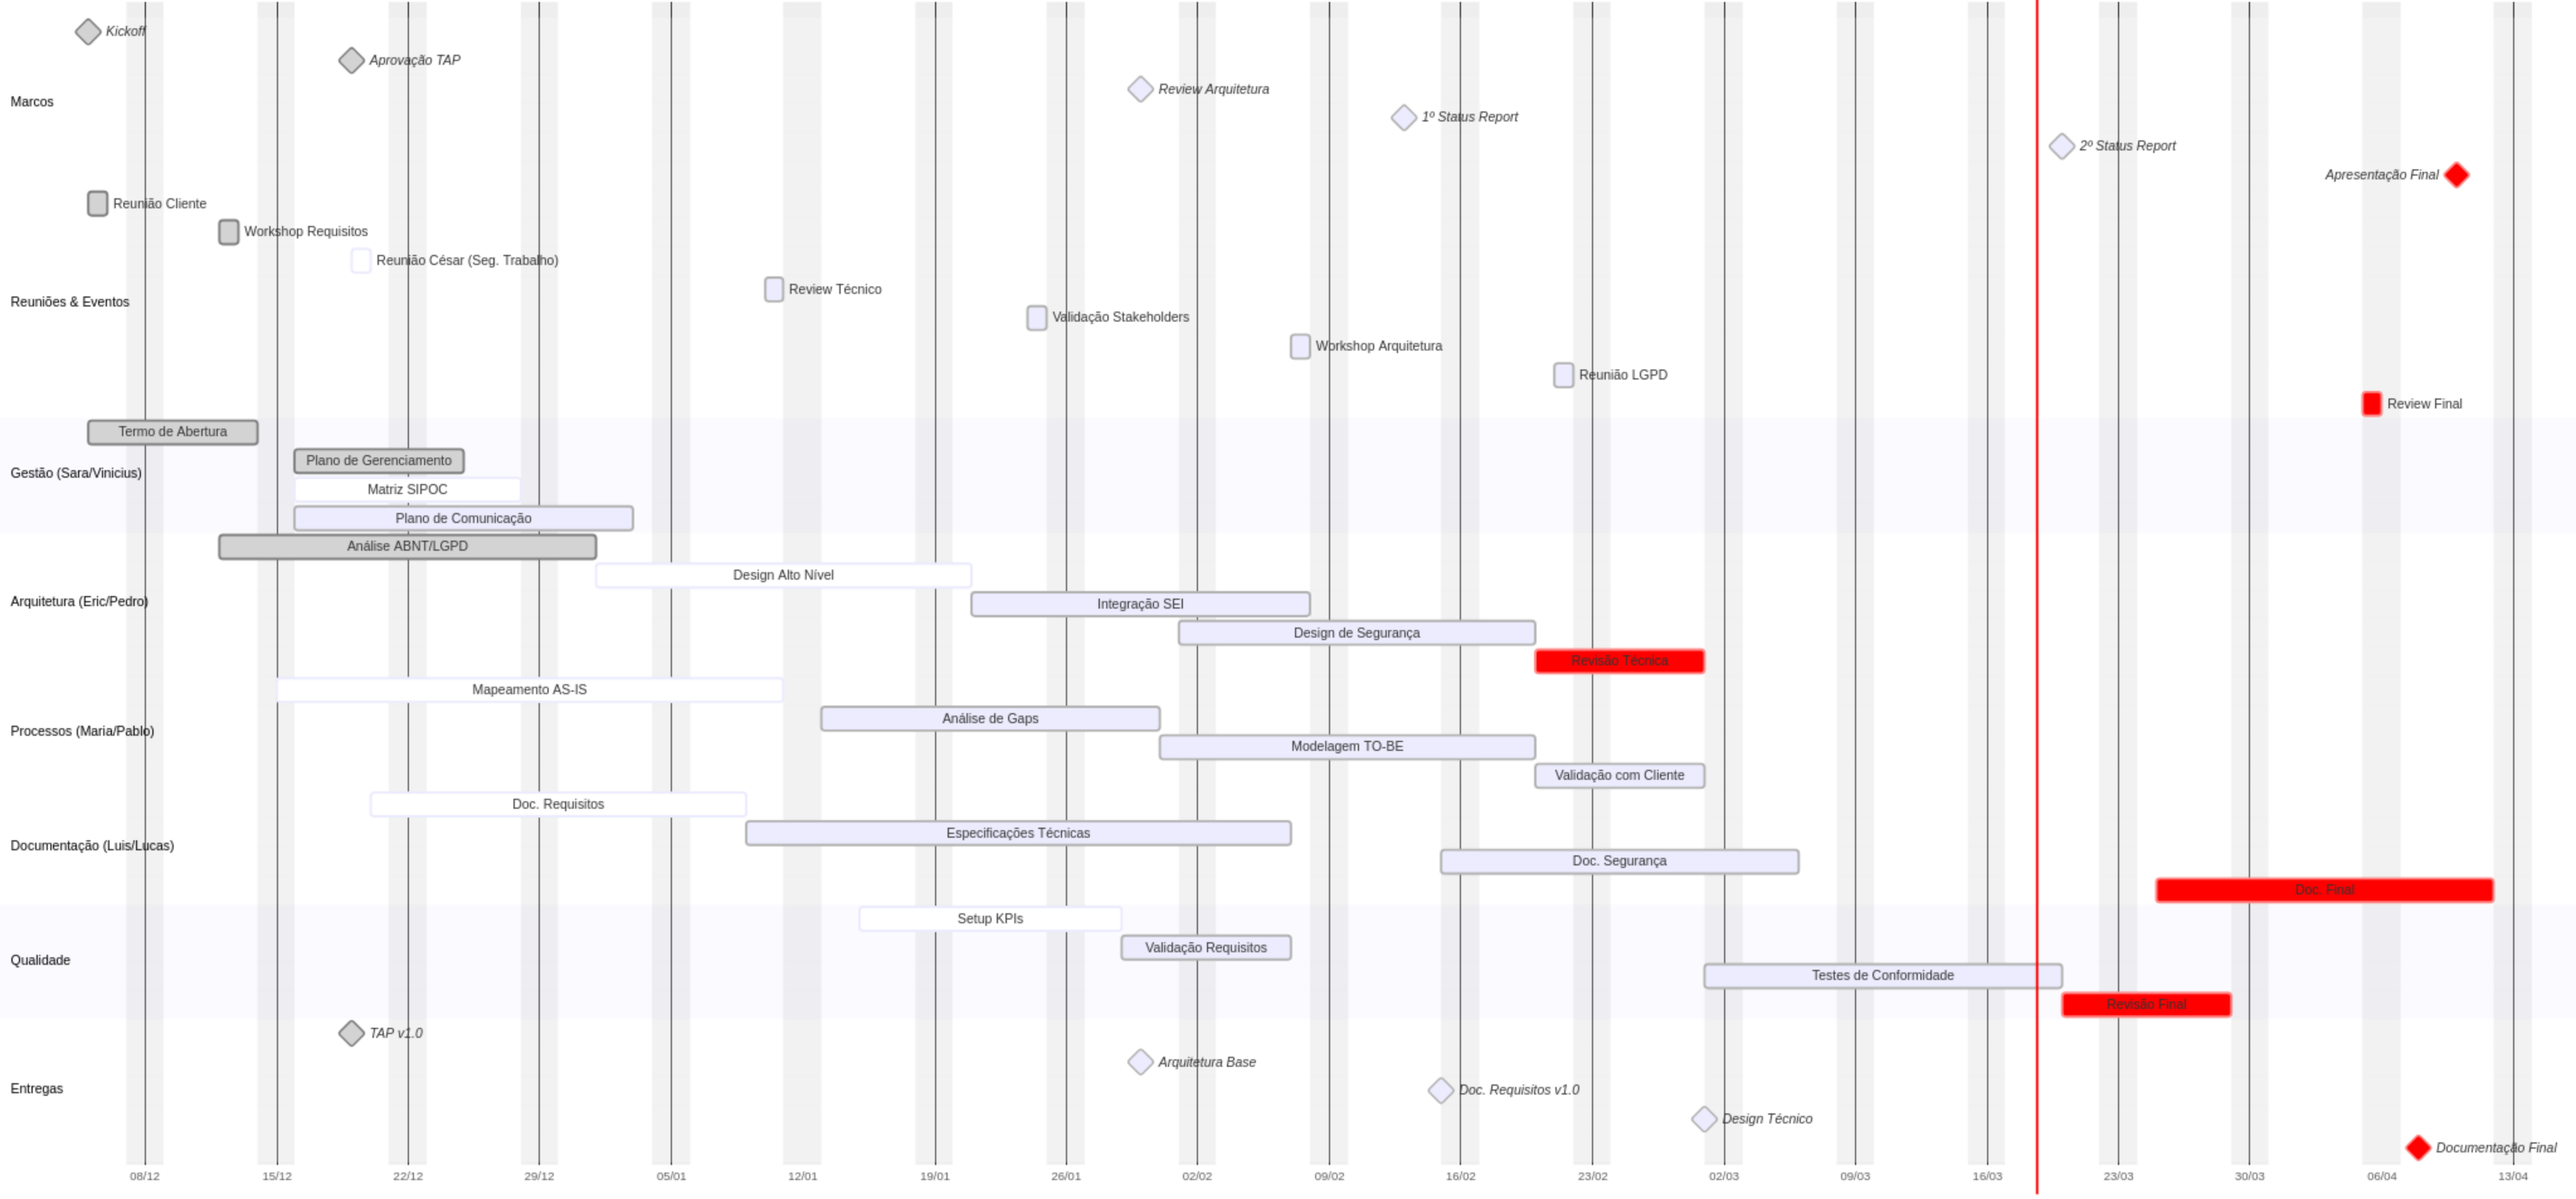 Kickoff
Aprovação TAP
Review Arquitetura
Marcos
1º Status Report
2º Status Report
Apresentação Final
Reunião Cliente
Workshop Requisitos
Reunião César (Seg. Trabalho)
Review Técnico
Reuniões & Eventos
Validação Stakeholders
Workshop Arquitetura
Reunião LGPD
Review Final
Termo de Abertura
Plano de Gerenciamento
Gestão (Sara/Vinicius)
Matriz SIPOC
Plano de Comunicação
Análise ABNT/LGPD
Design Alto Nível
Arquitetura (Eric/Pedro)
Integração SEI
Design de Segurança
Revisão Técnica
Mapeamento AS-IS
Análise de Gaps
Processos (Maria/Pablo)
Modelagem TO-BE
Validação com Cliente
Doc. Requisitos
Especificações Técnicas
Documentação (Luis/Lucas)
Doc. Segurança
Doc. Final
Setup KPIs
Validação Requisitos
Qualidade
Testes de Conformidade
Revisão Final
TAP v1.0
Arquitetura Base
Entregas
Doc. Requisitos v1.0
Design Técnico
Documentação Final
08/12 15/12 22/12 29/12 05/01 12/01 19/01 26/01 02/02 09/02 16/02 23/02 02/03 09/03 16/03 23/03 30/03 06/04 13/04